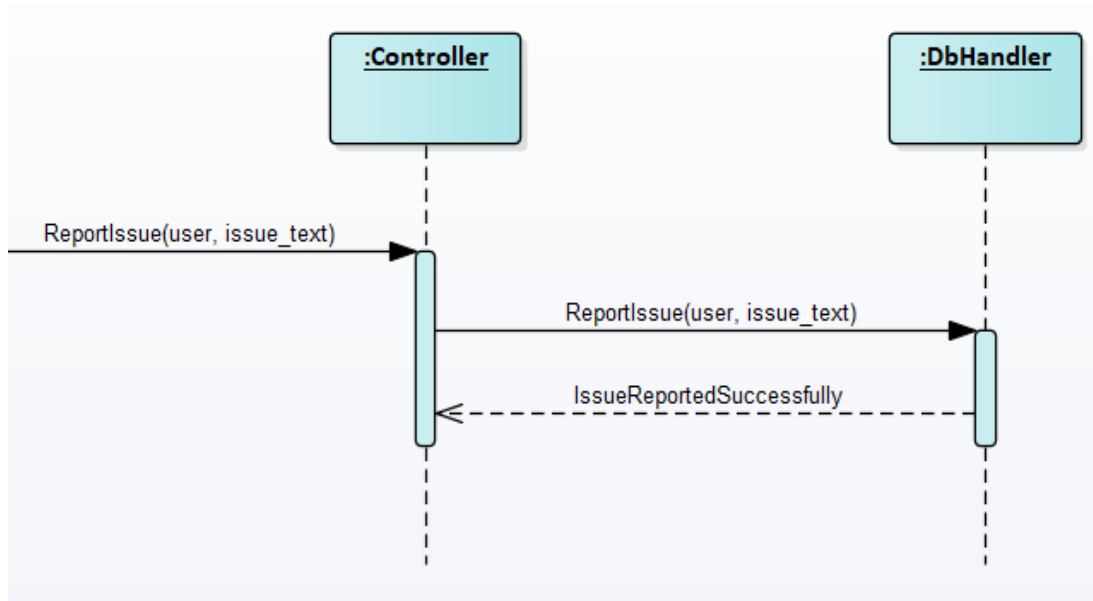 :Controller
:DbHandler
ReportIssue(user, issue_text)
ReportIssue(user, issue_text)
IssueReportedSuccessfully